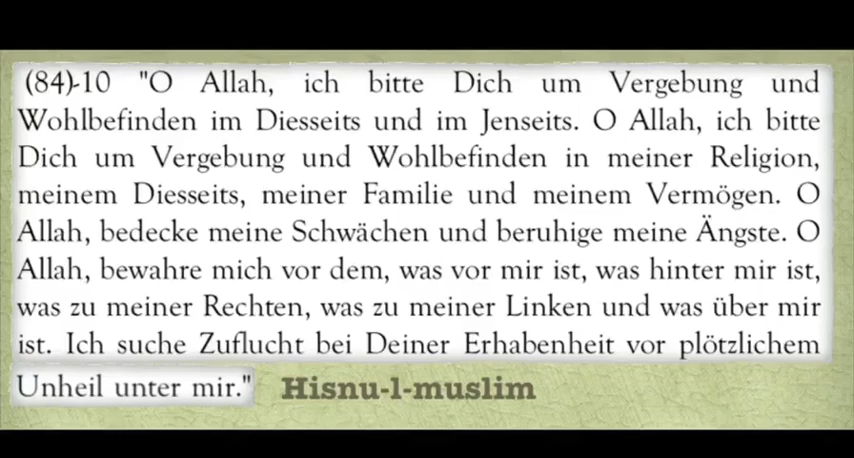 (84)-10 "O Allah, ich bitte Dich um Vergebung und
Wohlbefinden im Diesseits und im Jenseits. O Allah, ich bitte
Dich um Vergebung und Wohlbefinden in meiner Religion,
meinem Diesseits, meiner Familie und meinem Vermögen. O
Allah, bedecke meine Schwächen und beruhige meine Ängste. O
Allah, bewahre mich vor dem, was vor mir ist, was hinter mir ist,
was zu meiner Rechten, was zu meiner Linken und was über mir
ist. Ich suche Zuflucht bei Deiner Erhabenheit vor plötzlichem
Unheil unter mir." Hisnu-l-muslim